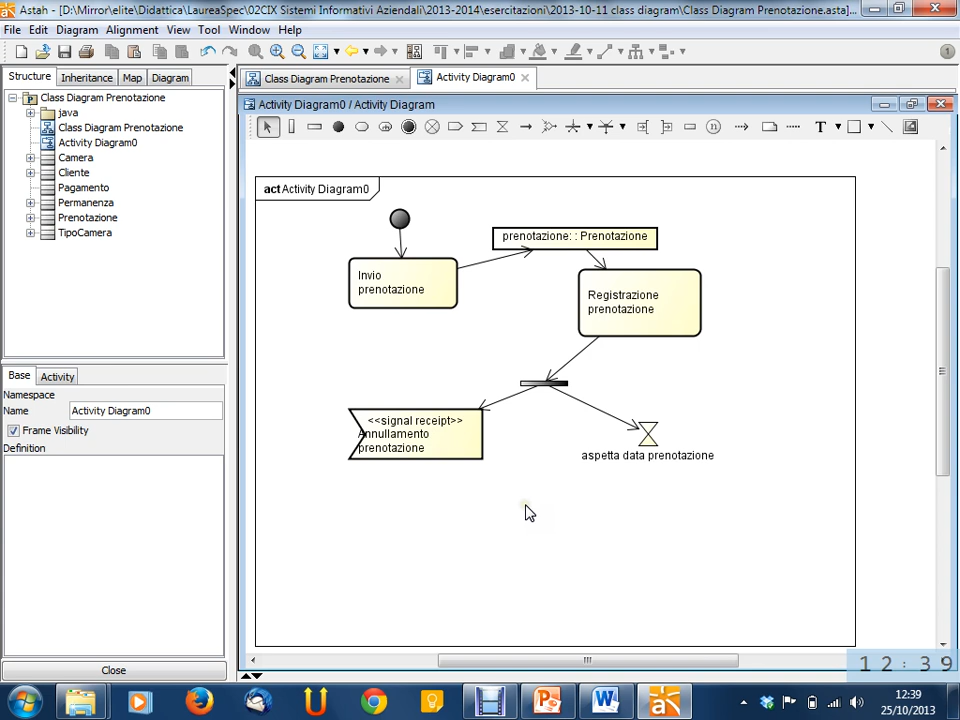 Astah - [D:\Mirror\elite\Didattica\LaureaSpec\02CIX Sistemi Informativi Aziendali\2013-2014\esercitazioni\2013-10-11 class diagram\Class Diagram Prenotazione.asta]...
File Edit Diagram Alignment View Tool Window Help
Structure Inheritance Map Diagram
Class Diagram Prenotazione
java
Class Diagram Prenotazione
Activity Diagram0
Camera
Cliente
Pagamento
Permanenza
Prenotazione
TipoCamera
Base Activity
Namespace
Name Activity Diagram0
Frame Visibility
Definition
Close
Class Diagram Prenotazione Activity Diagram0
Activity Diagram0 / Activity Diagram
T
act Activity Diagram0
prenotazione: : Prenotazione
Invio
prenotazione
Registrazione
prenotazione
<<signal receipt>>
Annullamento
prenotazione
aspetta data prenotazione
12:39
12:39
25/10/2013